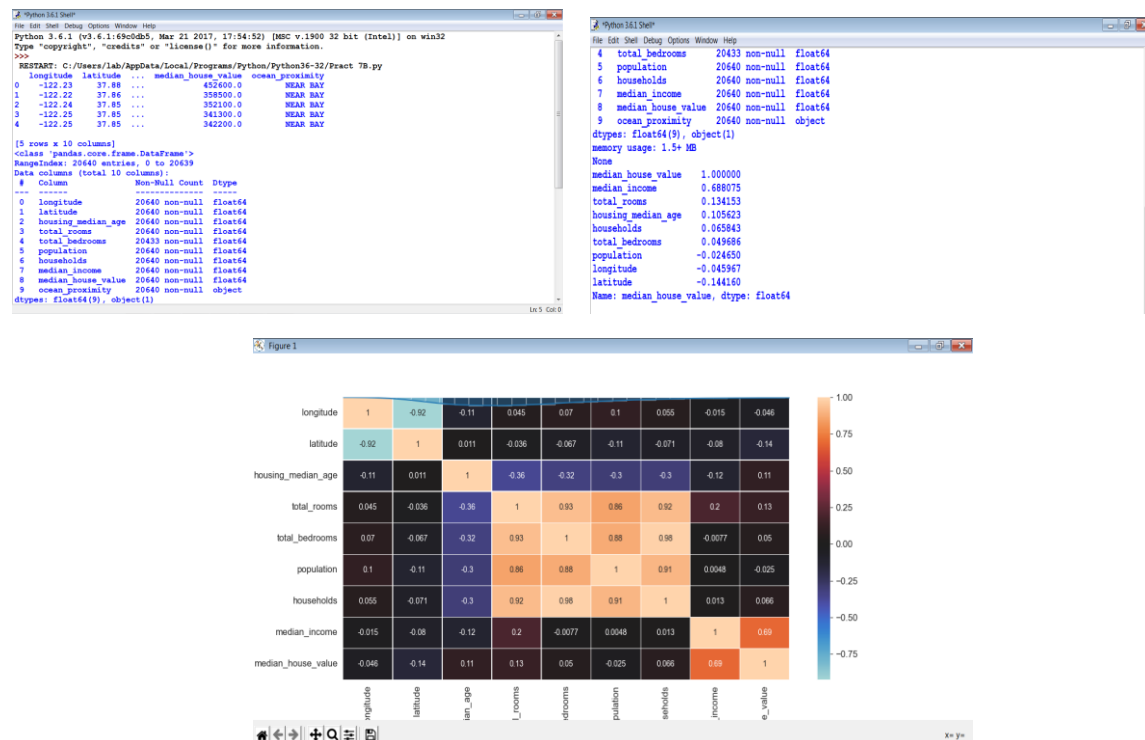 *Python 3.6.1 Shell*
File Edit Shell Debug Options Window Help
Python 3.6.1 (v3.6.1:69c0db5, Mar 21 2017, 17:54:52) [MSC v.1900 32 bit (Intel)] on win32
Type "copyright", "credits" or "license()" for more information.
>>>
RESTART: C:/Users/lab/AppData/Local/Programs/Python/Python36-32/Pract 7B.py
longitude latitude ... median_house_value ocean_proximity
0 -122.23 37.88 ... 452600.0 NEAR BAY
1 -122.22 37.86 ... 358500.0 NEAR BAY
2 -122.24 37.85 ... 352100.0 NEAR BAY
3 -122.25 37.85 ... 341300.0 NEAR BAY
4 -122.25 37.85 ... 342200.0 NEAR BAY
[5 rows x 10 columns]
<class 'pandas.core.frame.DataFrame'>
RangeIndex: 20640 entries, 0 to 20639
Data columns (total 10 columns):
# Column Non-Null Count Dtype
--- ------ -------------- -----
0 longitude 20640 non-null float64
1 latitude 20640 non-null float64
2 housing_median_age 20640 non-null float64
3 total_rooms 20640 non-null float64
4 total_bedrooms 20433 non-null float64
5 population 20640 non-null float64
6 households 20640 non-null float64
7 median_income 20640 non-null float64
8 median_house_value 20640 non-null float64
9 ocean_proximity 20640 non-null object
dtypes: float64(9), object(1)
Ln: 5 Col: 0
*Python 3.6.1 Shell*
File Edit Shell Debug Options Window Help
4 total_bedrooms 20433 non-null float64
5 population 20640 non-null float64
6 households 20640 non-null float64
7 median_income 20640 non-null float64
8 median_house_value 20640 non-null float64
9 ocean_proximity 20640 non-null object
dtypes: float64(9), object(1)
memory usage: 1.5+ MB
None
median_house_value 1.000000
median_income 0.688075
total_rooms 0.134153
housing_median_age 0.105623
households 0.065843
total_bedrooms 0.049686
population -0.024650
longitude -0.045967
latitude -0.144160
Name: median_house_value, dtype: float64
Figure 1
longitude 1 -0.92 -0.11 0.045 0.07 0.1 0.055 -0.015 -0.046
latitude -0.92 1 0.011 -0.036 -0.067 -0.11 -0.071 -0.08 -0.14
housing_median_age -0.11 0.011 1 -0.36 -0.32 -0.3 -0.3 -0.12 0.11
total_rooms 0.045 -0.036 -0.36 1 0.93 0.86 0.92 0.2 0.13
total_bedrooms 0.07 -0.067 -0.32 0.93 1 0.88 0.98 -0.0077 0.05
population 0.1 -0.11 -0.3 0.86 0.88 1 0.91 0.0048 -0.025
households 0.055 -0.071 -0.3 0.92 0.98 0.91 1 0.013 0.066
median_income -0.015 -0.08 -0.12 0.2 -0.0077 0.0048 0.013 1 0.69
median_house_value -0.046 -0.14 0.11 0.13 0.05 -0.025 0.066 0.69 1
1.00
0.75
0.50
0.25
0.00
-0.25
-0.50
-0.75
ongitude
latitude
ian_age
l_rooms
edrooms
pulation
seholds
income
e_value
x= y=